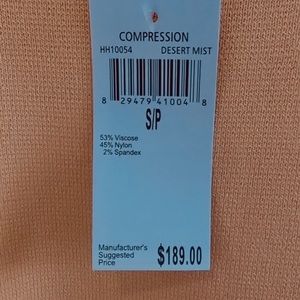 COMPRESSION
HH10054 DESERT MIST
8 29479 41004 8
S/P
53% Viscose
45% Nylon
2% Spandex
Manufacturer's
Suggested
Price $189.00